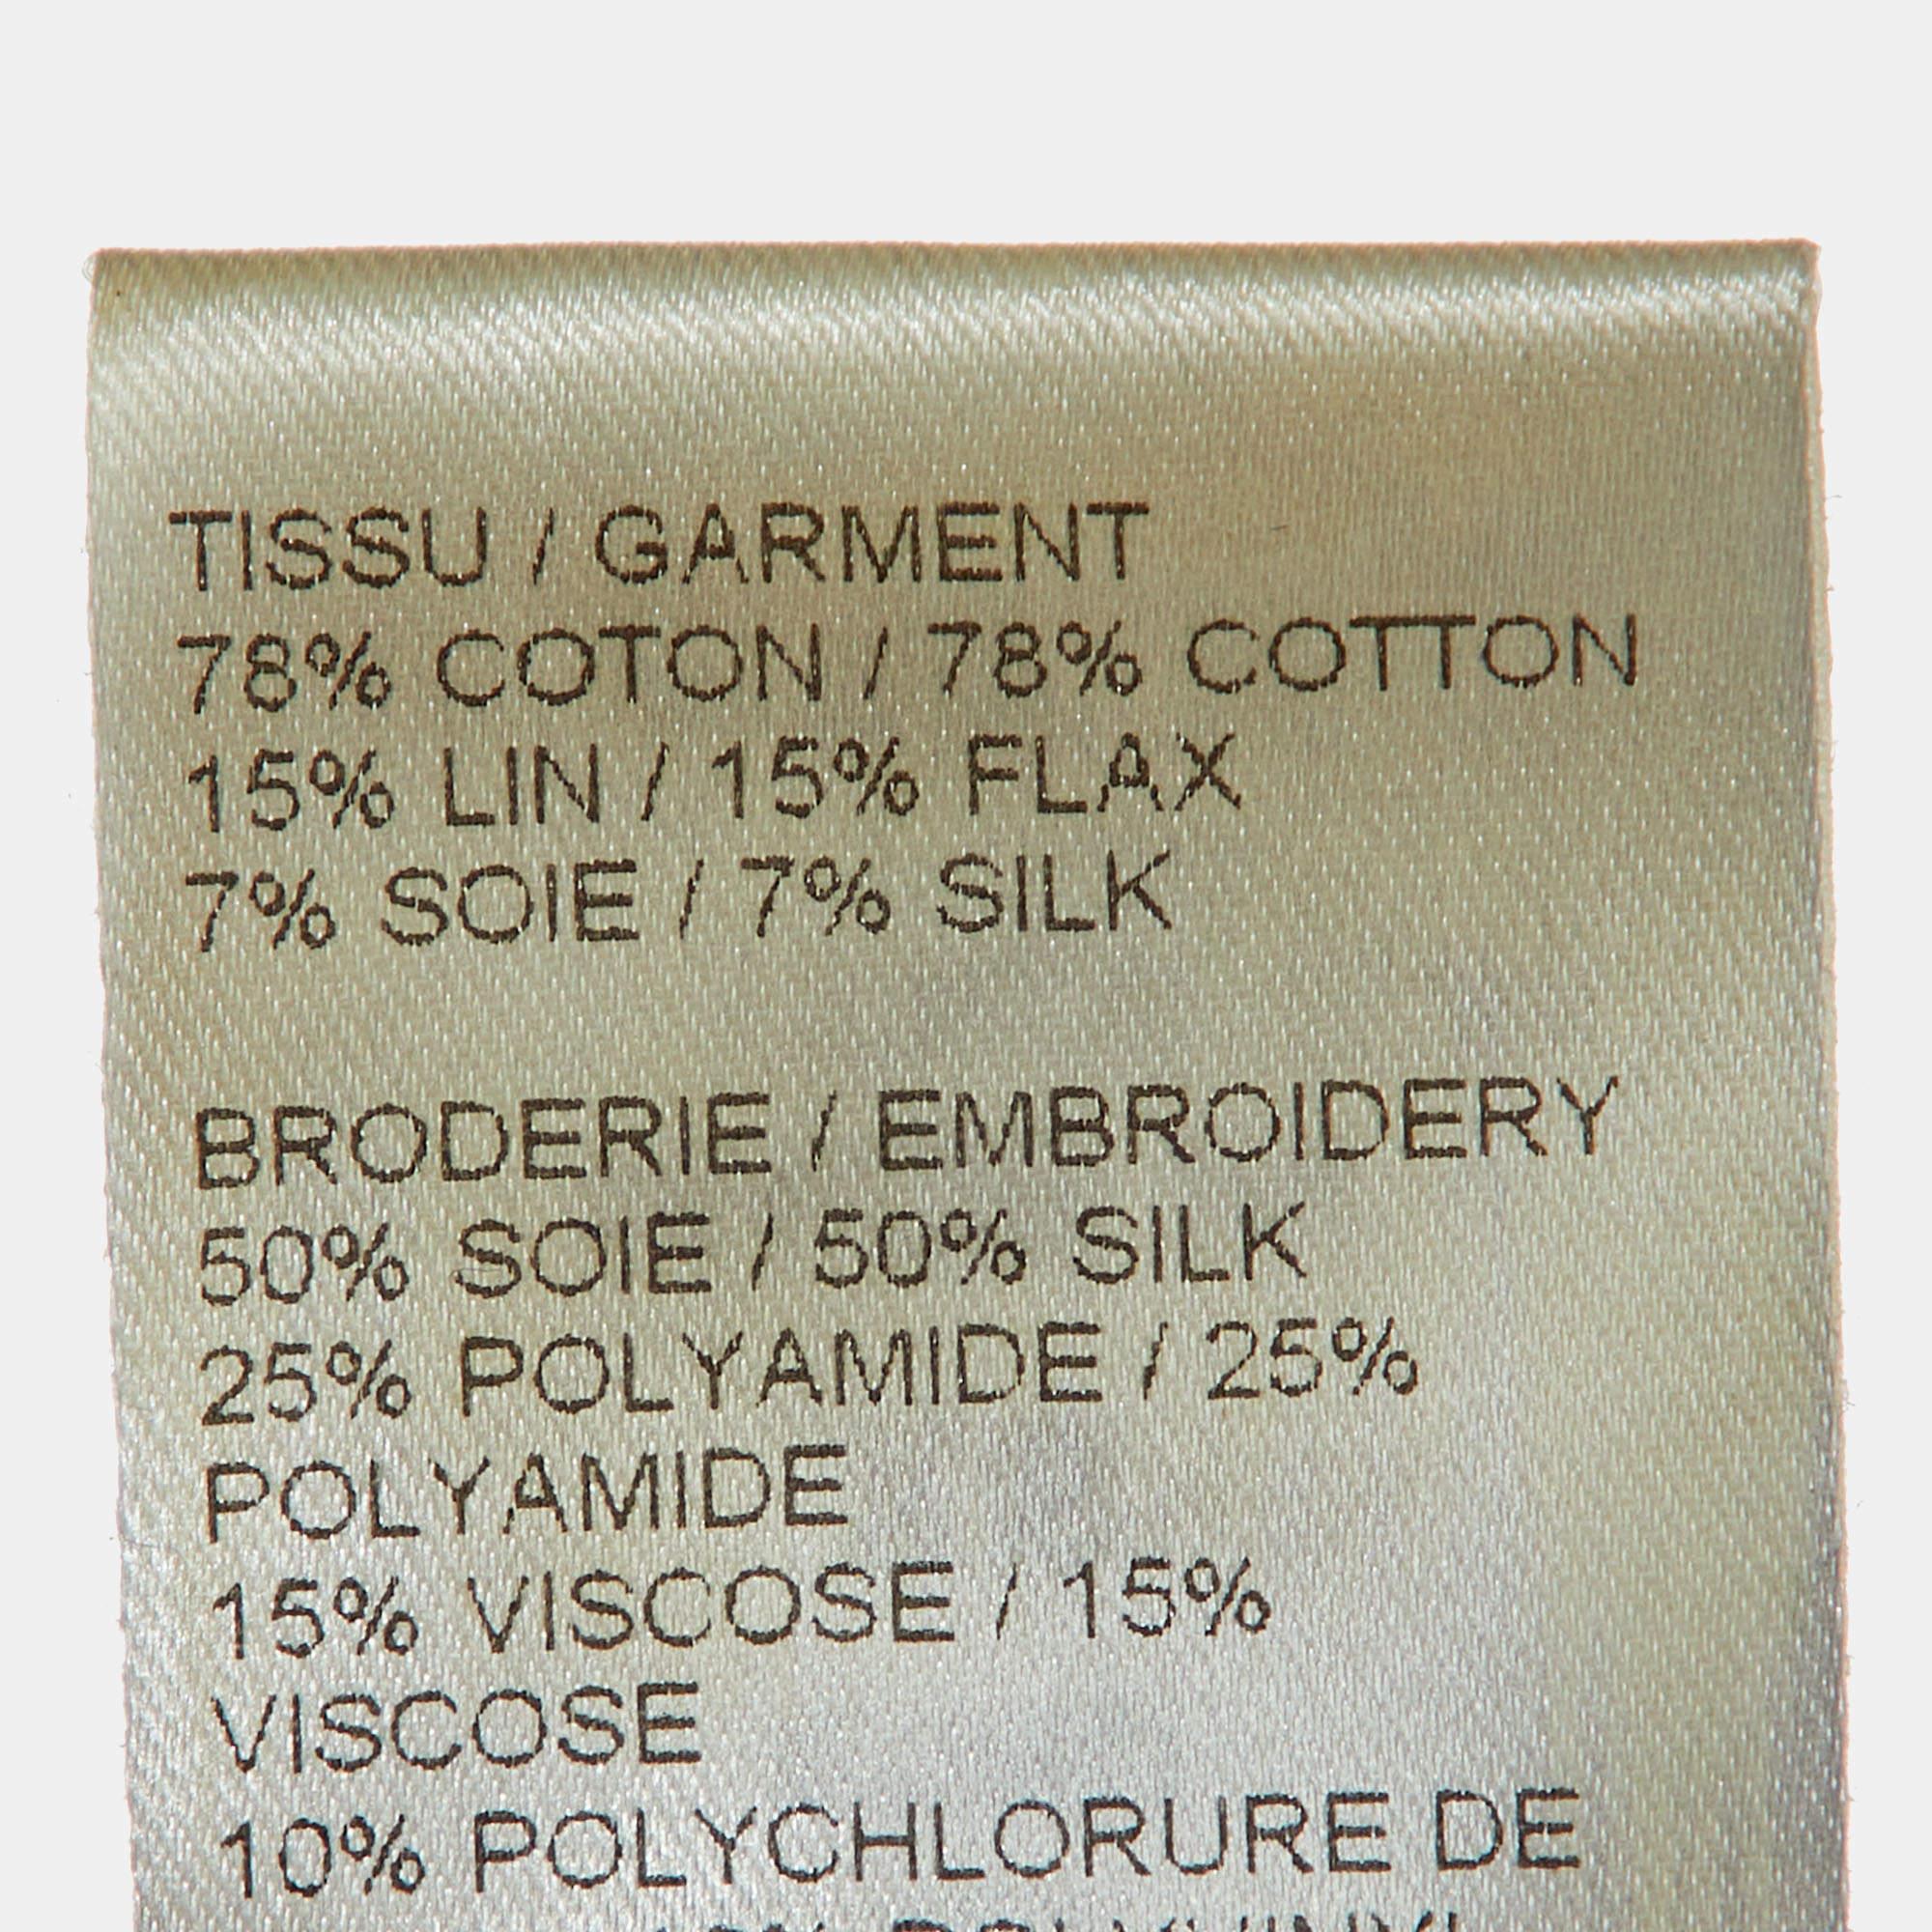 TISSU / GARMENT
78% COTON / 78% COTTON
15% LIN / 15% FLAX
7% SOIE / 7% SILK
BRODERIE / EMBROIDERY
50% SOIE / 50% SILK
25% POLYAMIDE / 25%
POLYAMIDE
15% VISCOSE / 15%
VISCOSE
10% POLYCHLORURE DE